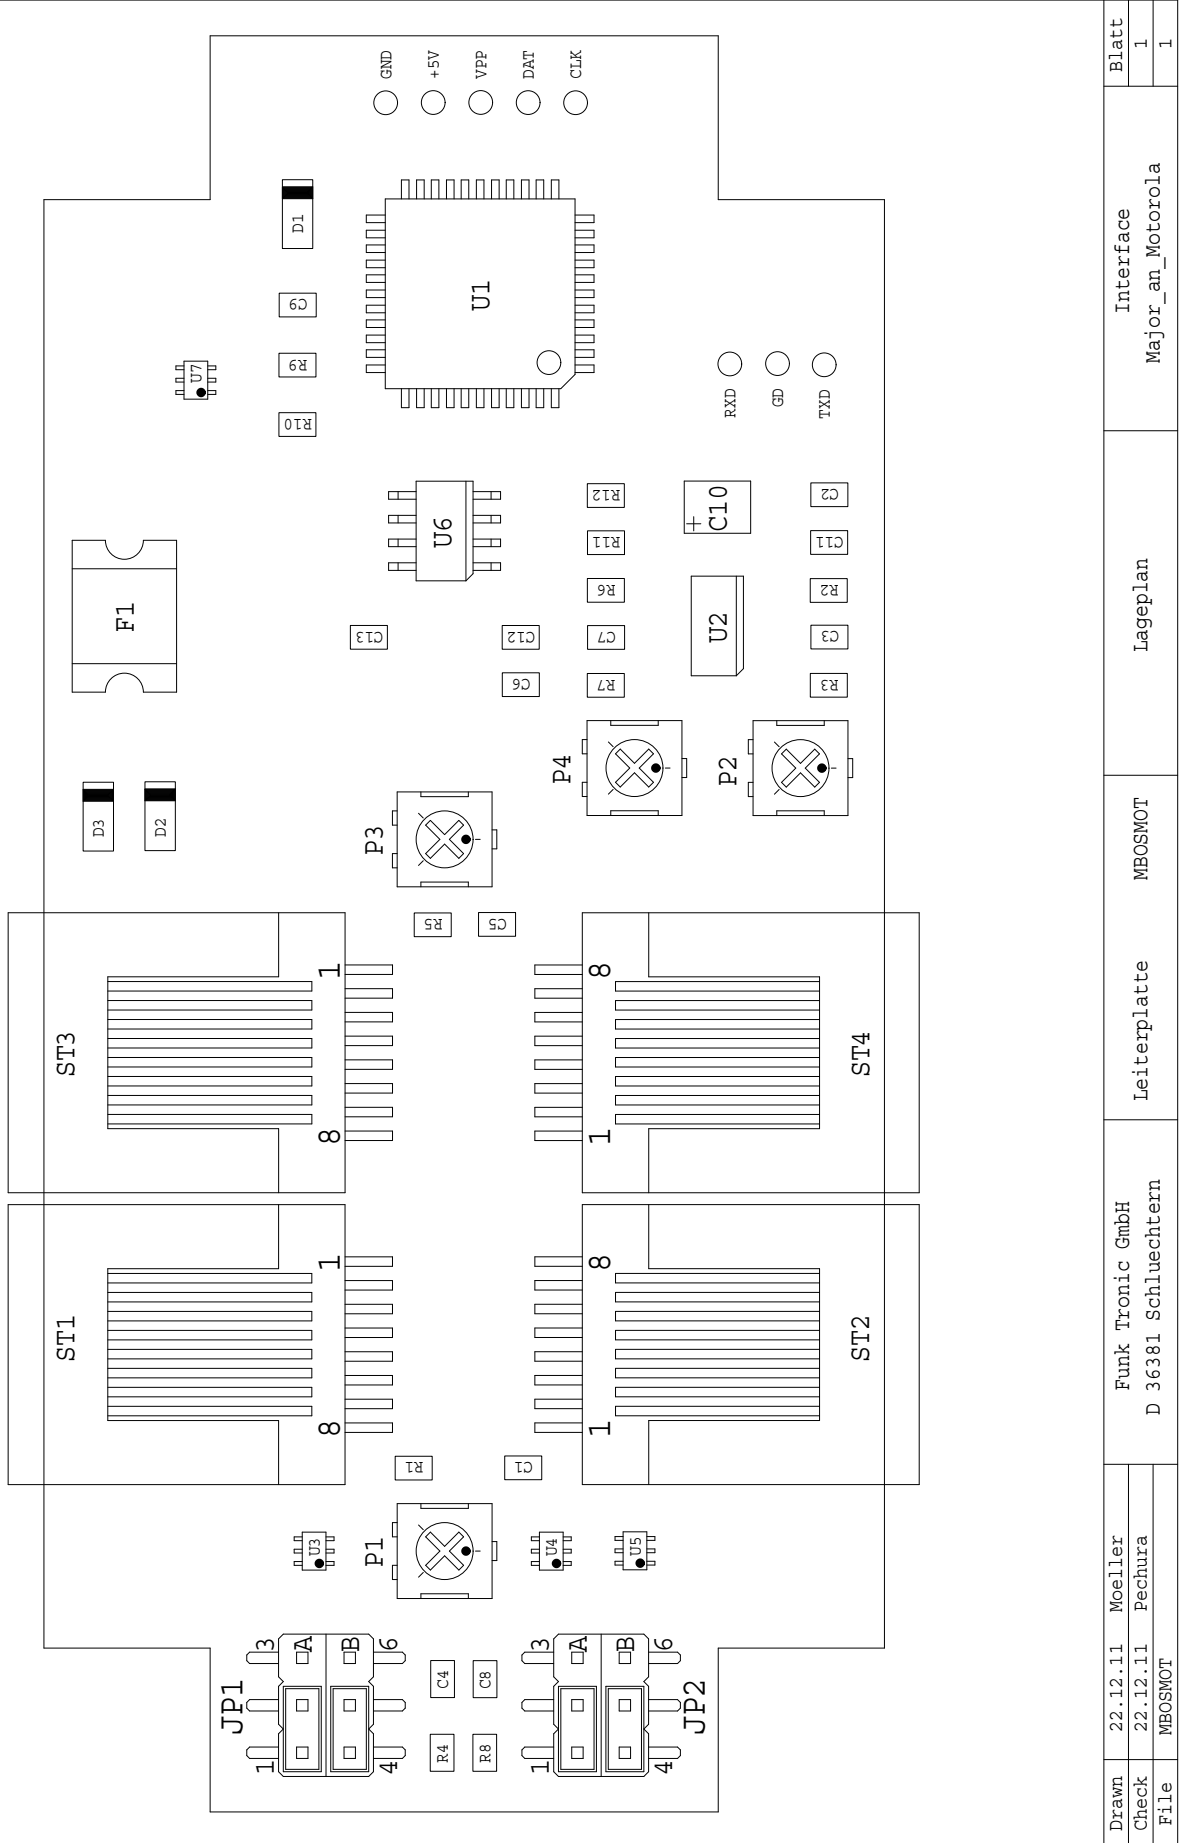 GND
+5V
VPP
DAT
CLK
D1
U1
C9
R9
R10
U7
RXD
GD
TXD
U6
R12
C10
+
C2
R11
C11
F1
R6
R2
C13
C12
C7
U2
C3
C6
R7
R3
P4
P2
D3
D2
P3
R5
C5
ST3
1
8
8
1
ST4
ST1
1
8
8
1
ST2
R1
C1
U3
P1
U4
U5
JP1
3
A
B
6
1
4
C4
C8
R4
R8
JP2
3
A
B
6
1
4
Drawn 22.12.11 Moeller
Check 22.12.11 Pechura
File MBOSMOT
Funk Tronic GmbH
D 36381 Schluechtern
Leiterplatte MBOSMOT
Lageplan
Interface
Major_an_Motorola
Blatt
1
1